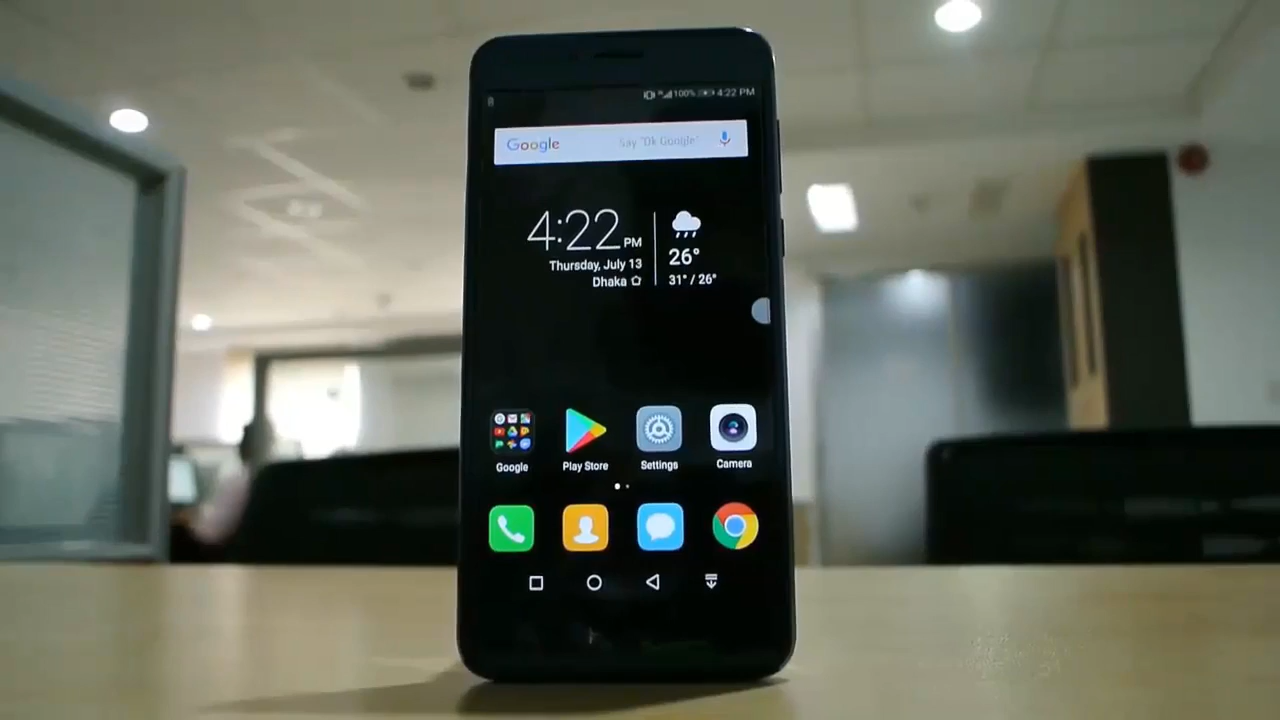 100% 4:22 PM
Google Say "Ok Google"
4:22 PM
Thursday, July 13
Dhaka
26°
31° / 26°
Google Play Store Settings Camera